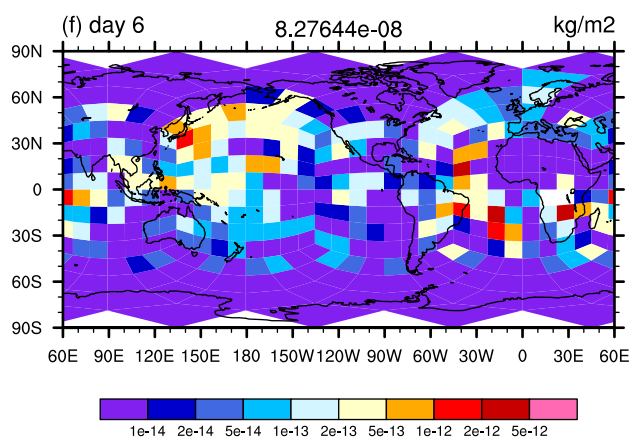 (f) day 6 8.27644e-08 kg/m2
90N
60N
30N
0
30S
60S
90S
60E 90E 120E 150E 180 150W 120W 90W 60W 30W 0 30E 60E
1e-14 2e-14 5e-14 1e-13 2e-13 5e-13 1e-12 2e-12 5e-12